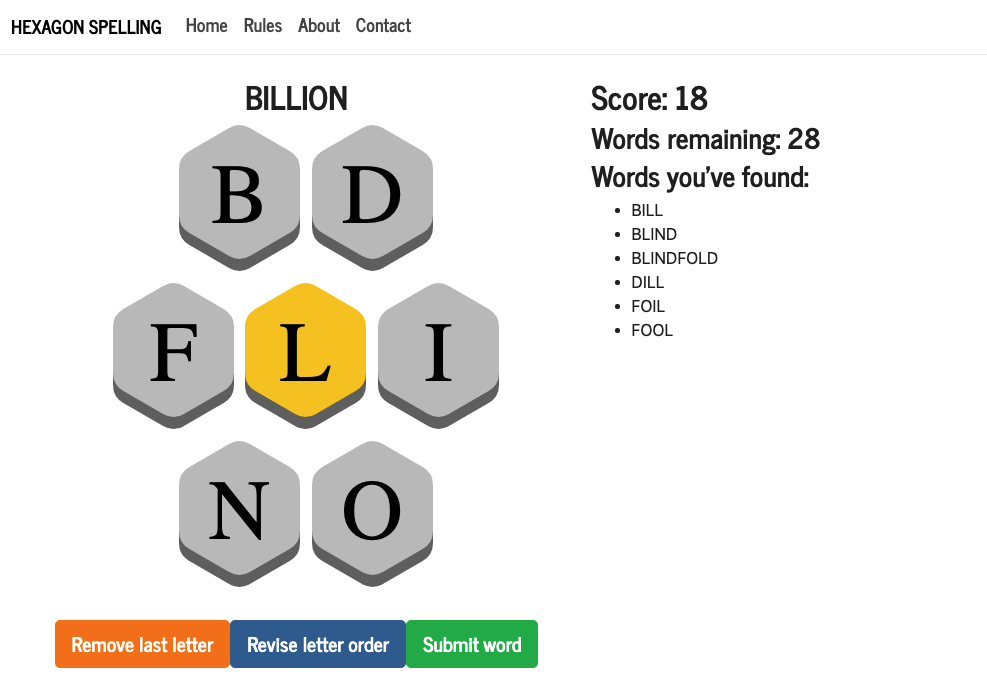 HEXAGON SPELLING Home Rules About Contact
BILLION
B D
F L I
N O
Remove last letter Revise letter order Submit word
Score: 18
Words remaining: 28
Words you've found:
BILL
BLIND
BLINDFOLD
DILL
FOIL
FOOL